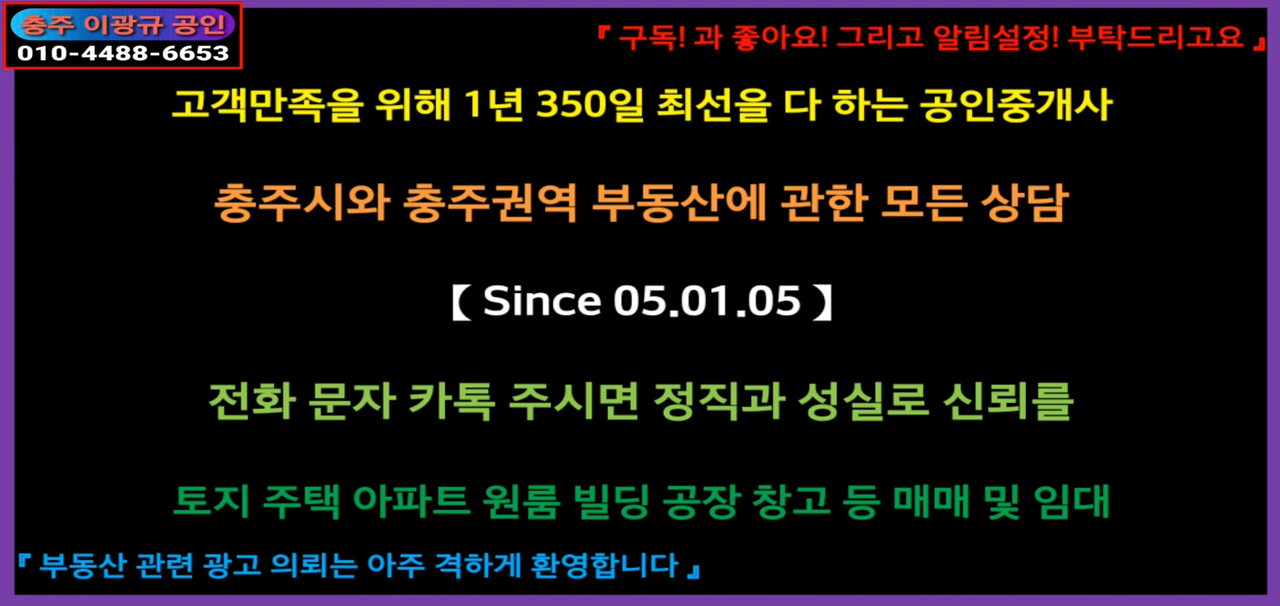 충주 이광규 공인
010-4488-6653
『 구독! 과 좋아요! 그리고 알림설정! 부탁드리고요 』
고객만족을 위해 1년 350일 최선을 다 하는 공인중개사
충주시와 충주권역 부동산에 관한 모든 상담
【 Since 05.01.05 】
전화 문자 카톡 주시면 정직과 성실로 신뢰를
토지 주택 아파트 원룸 빌딩 공장 창고 등 매매 및 임대
『 부동산 관련 광고 의뢰는 아주 격하게 환영합니다 』